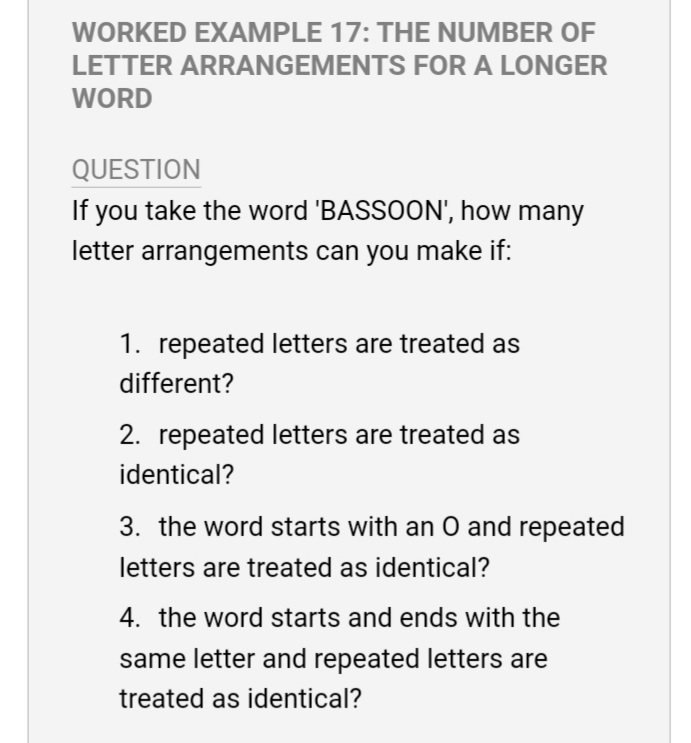 WORKED EXAMPLE 17: THE NUMBER OF
LETTER ARRANGEMENTS FOR A LONGER
WORD
QUESTION
If you take the word 'BASSOON', how many
letter arrangements can you make if:
1. repeated letters are treated as
different?
2. repeated letters are treated as
identical?
3. the word starts with an O and repeated
letters are treated as identical?
4. the word starts and ends with the
same letter and repeated letters are
treated as identical?